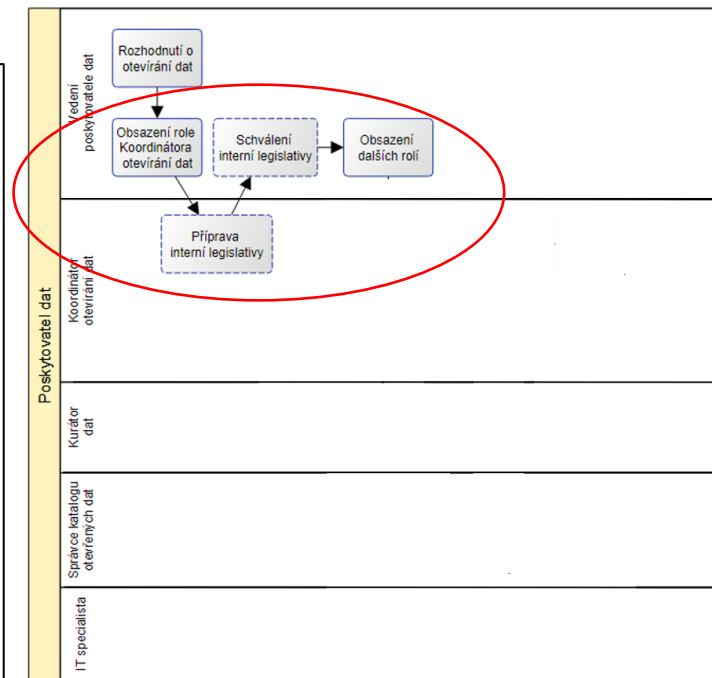 Poskytovatel dat
Vedení
poskytovatele dat
Rozhodnutí o
otevírání dat
Obsazení role
Koordinátora
otevírání dat
Schválení
interní legislativy
Obsazení
dalších rolí
Koordinátor
otevírání dat
Příprava
interní legislativy
Kurátor
dat
Správce katalogu
otevřených dat
IT specialista